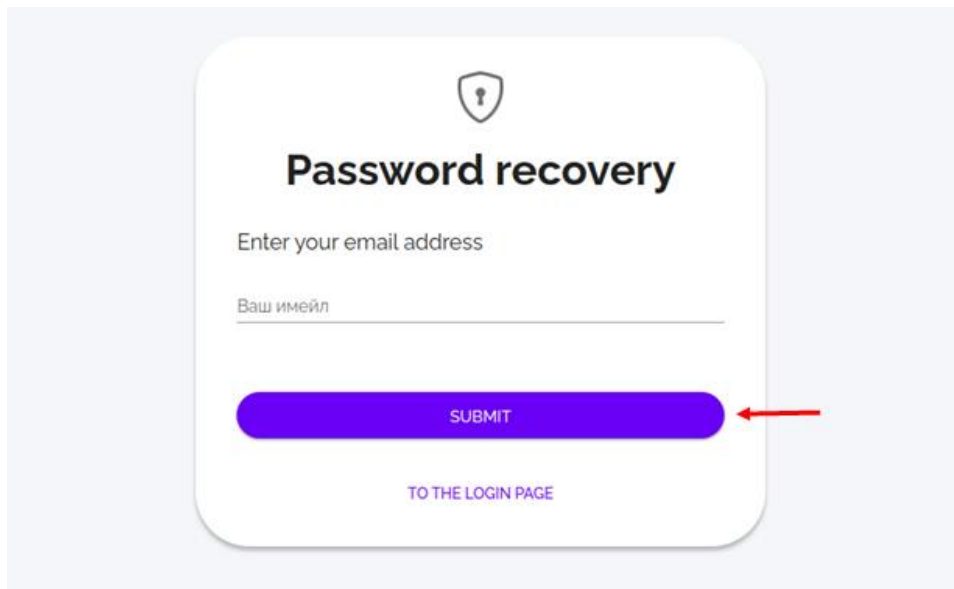 Password recovery
Enter your email address
Ваш имейл
SUBMIT
TO THE LOGIN PAGE